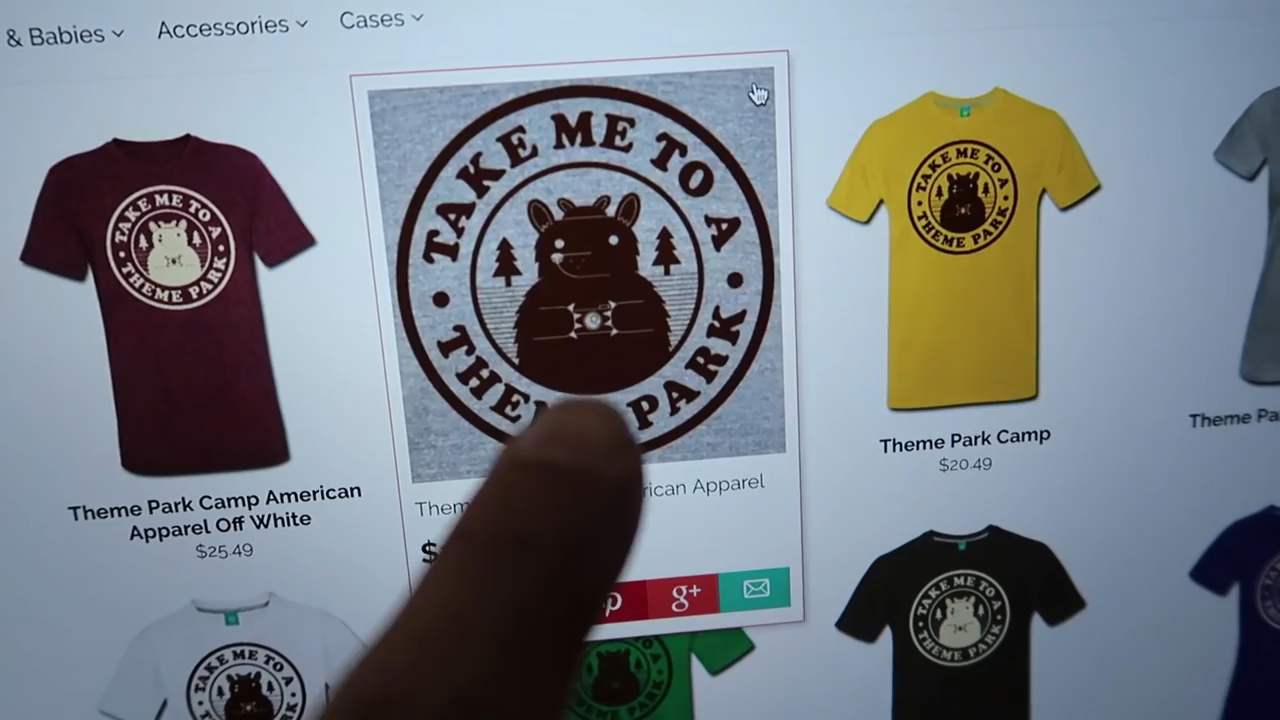 & Babies
Accessories
Cases
TAKE ME TO A
THEME PARK
TAKE ME TO A
THEME PARK
TAKE ME TO A
THEME PARK
Theme Park Camp American
Apparel Off White
$25.49
Theme Park Camp
$20.49
Theme Pa
Them
rican Apparel
$
p
g+
TAKE ME TO A
TAKE ME TO A
THEME PARK
THEME PARK